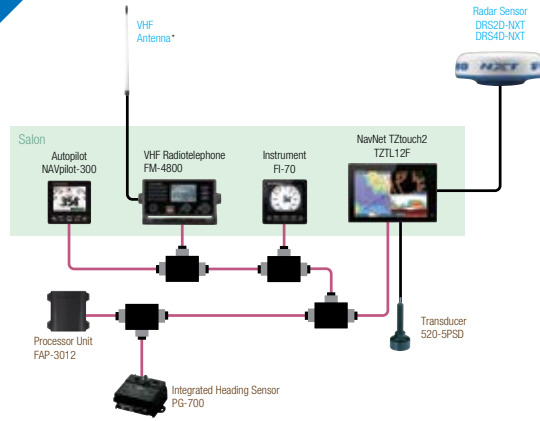 VHF
Antenna*
Radar Sensor
DRS2D-NXT
DRS4D-NXT
NXT
Salon
Autopilot
NAVpilot-300
VHF Radiotelephone
FM-4800
Instrument
FI-70
NavNet TZtouch2
TZTL12F
354
Processor Unit
FAP-3012
Transducer
520-5PSD
Integrated Heading Sensor
PG-700